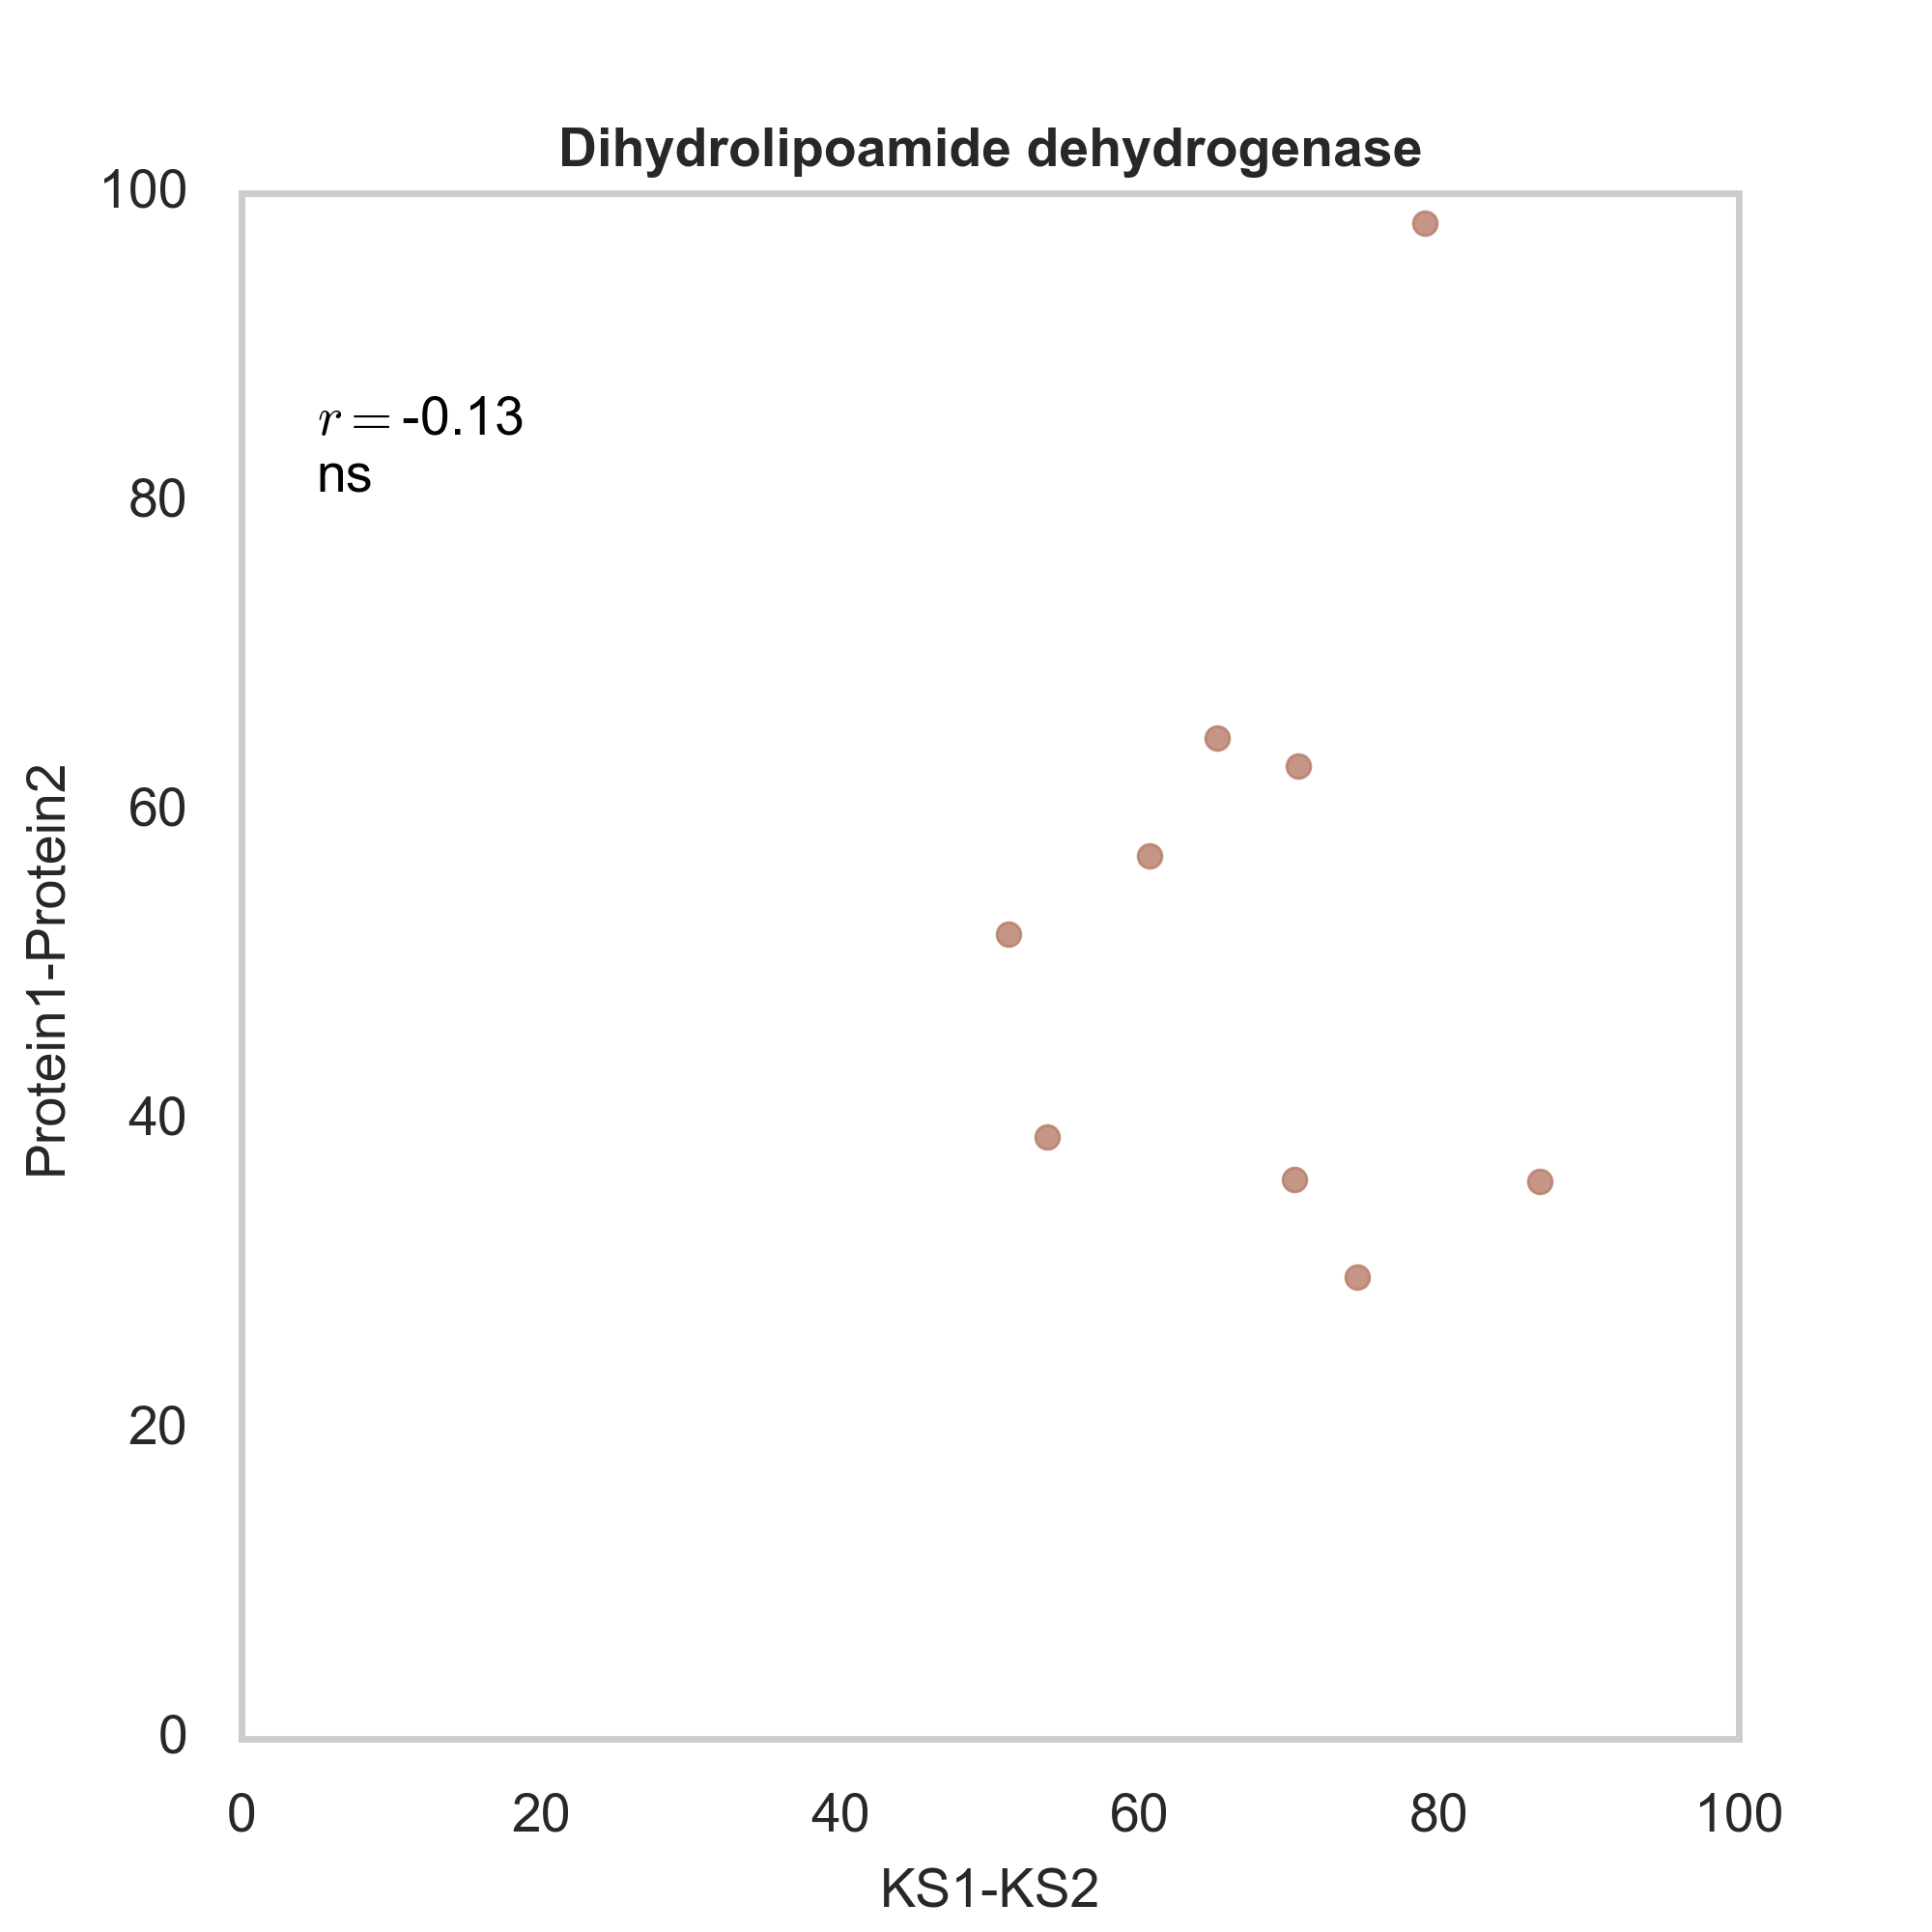 Dihydrolipoamide dehydrogenase
100
r = -0.13
ns
80
60
40
20
0
Protein1-Protein2
0 20 40 60 80 100
KS1-KS2